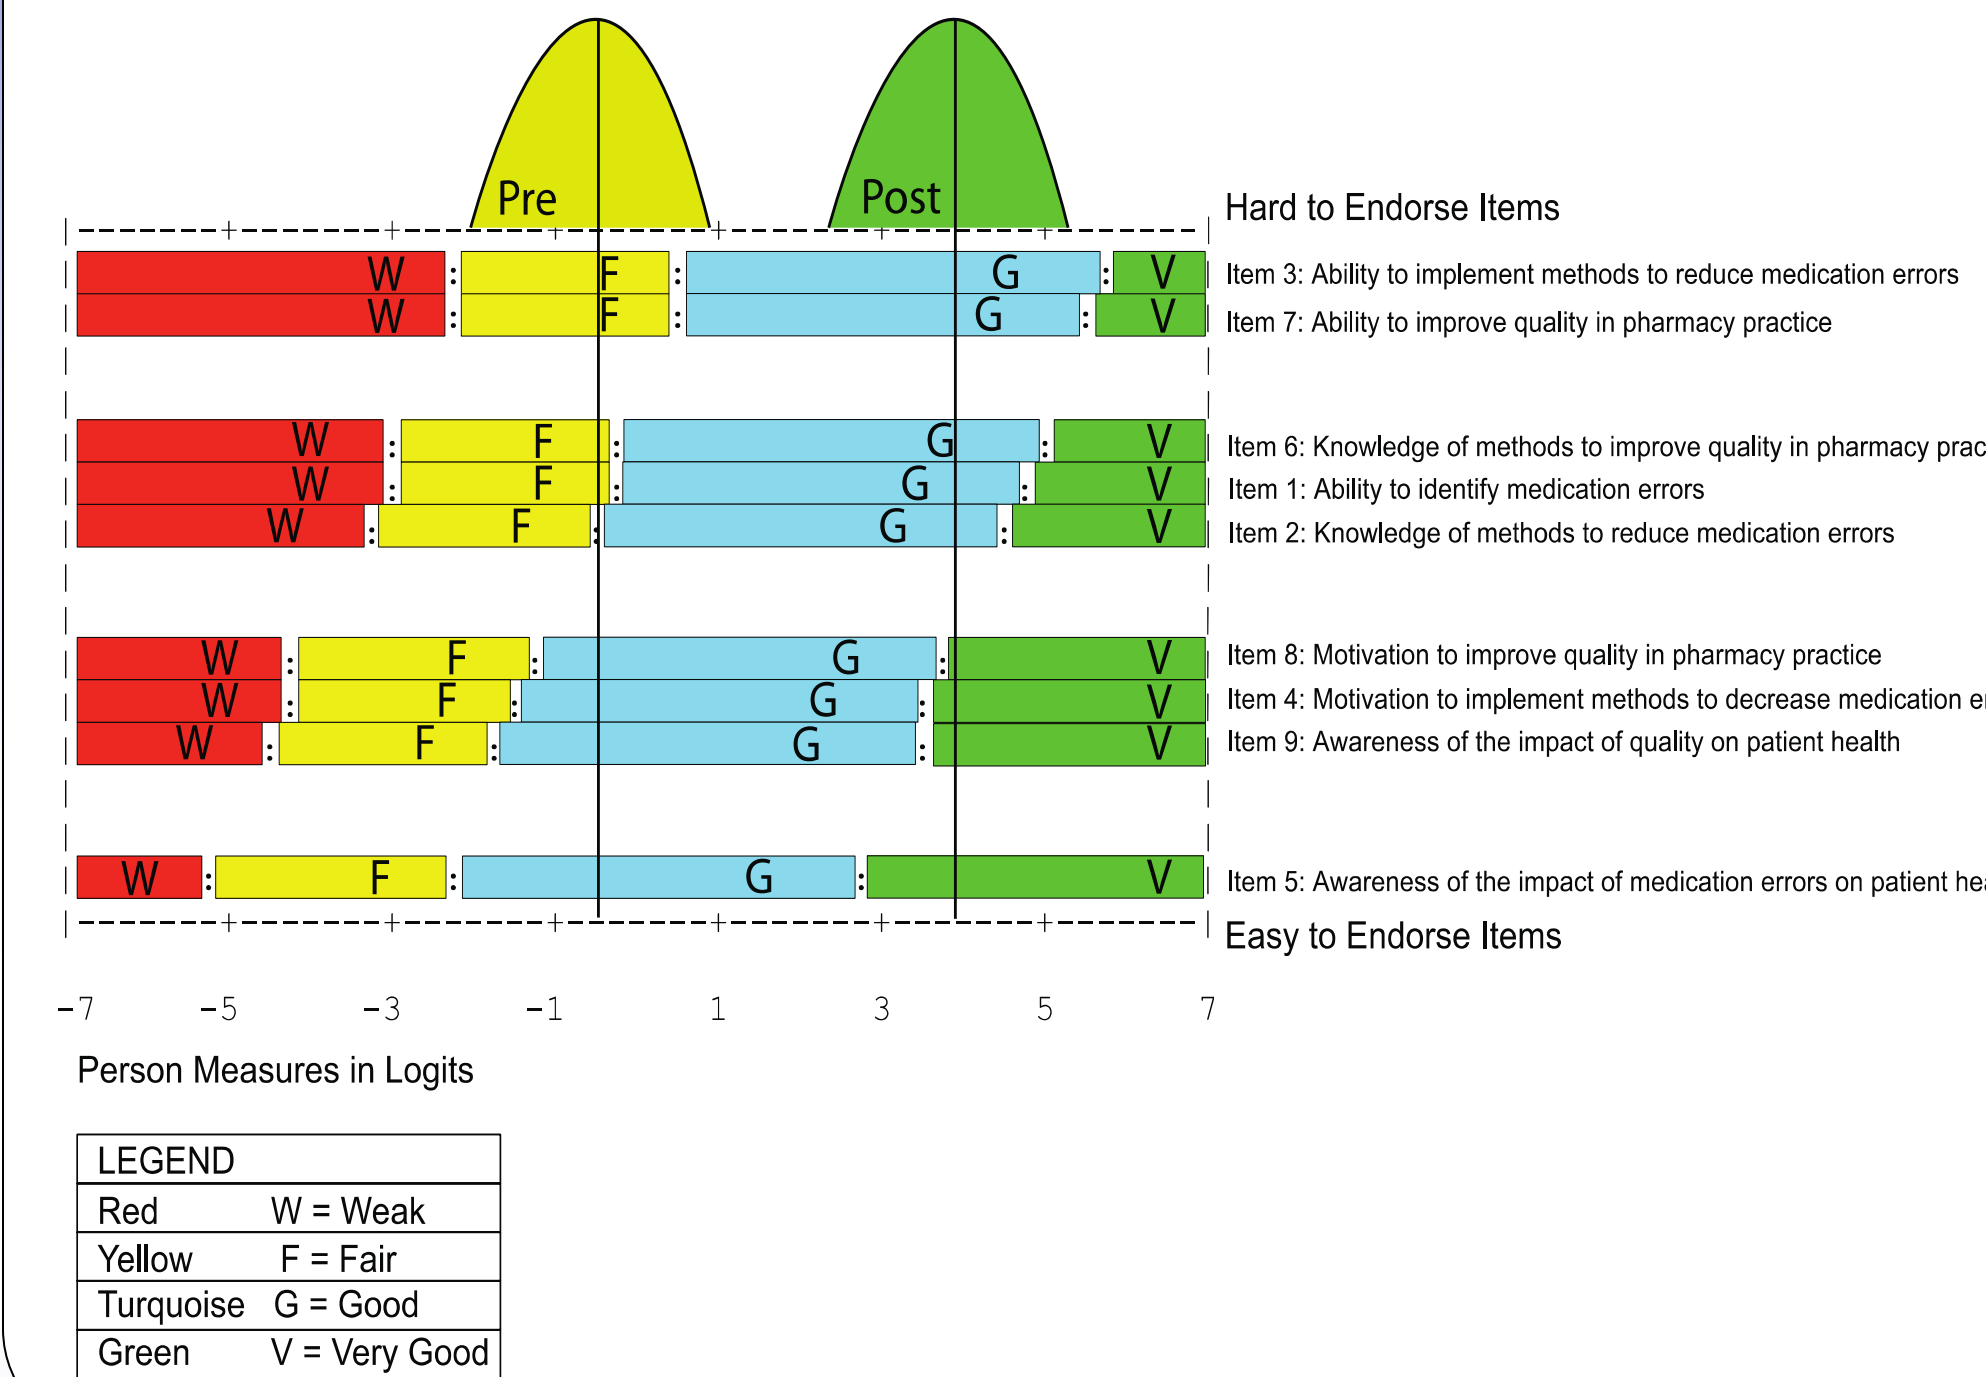 Pre Post
Hard to Endorse Items
W : F : G : V Item 3: Ability to implement methods to reduce medication errors
W : F : G : V Item 7: Ability to improve quality in pharmacy practice
W : F : G : V Item 6: Knowledge of methods to improve quality in pharmacy prac
W : F : G : V Item 1: Ability to identify medication errors
W : F : G : V Item 2: Knowledge of methods to reduce medication errors
W : F : G : V Item 8: Motivation to improve quality in pharmacy practice
W : F : G : V Item 4: Motivation to implement methods to decrease medication er
W : F : G : V Item 9: Awareness of the impact of quality on patient health
W : F : G : V Item 5: Awareness of the impact of medication errors on patient hea
Easy to Endorse Items
-7 -5 -3 -1 1 3 5 7
Person Measures in Logits
LEGEND
Red W = Weak
Yellow F = Fair
Turquoise G = Good
Green V = Very Good